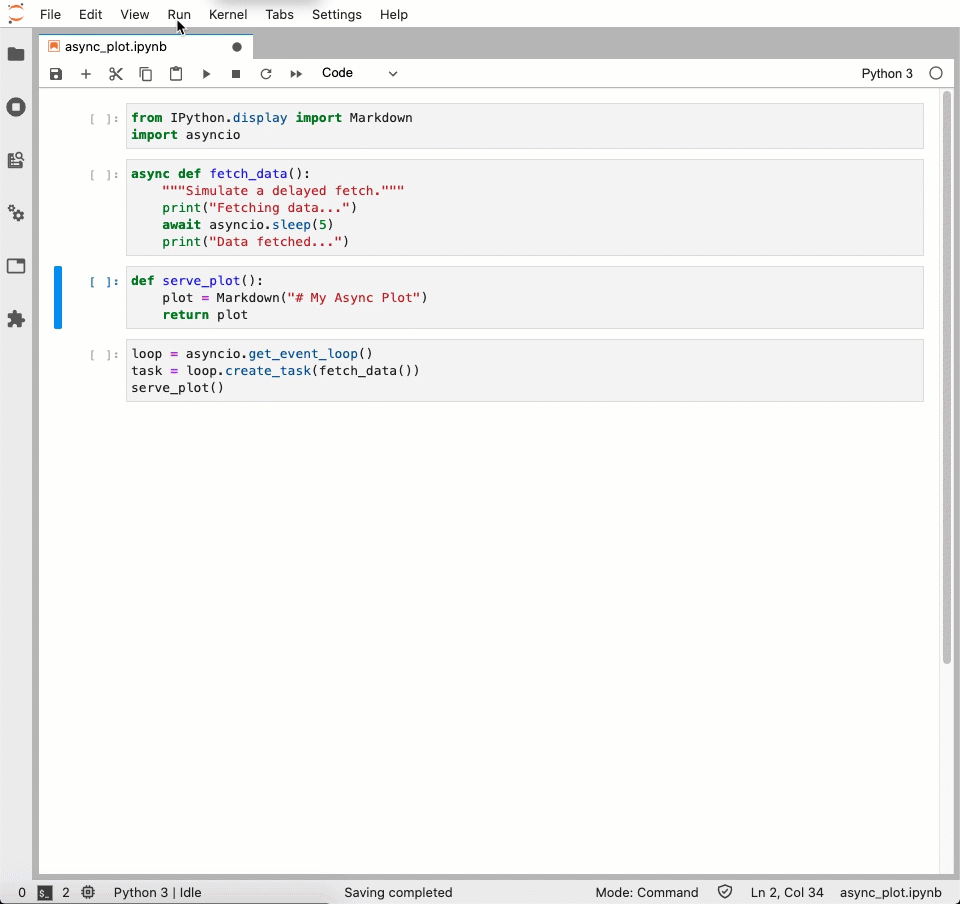 File Edit View Run Kernel Tabs Settings Help
async_plot.ipynb
Code Python 3
[ ]: from IPython.display import Markdown
import asyncio
[ ]: async def fetch_data():
    """Simulate a delayed fetch."""
    print("Fetching data...")
    await asyncio.sleep(5)
    print("Data fetched...")
[ ]: def serve_plot():
    plot = Markdown("# My Async Plot")
    return plot
[ ]: loop = asyncio.get_event_loop()
task = loop.create_task(fetch_data())
serve_plot()
0 $_ 2 Python 3 | Idle Saving completed Mode: Command Ln 2, Col 34 async_plot.ipynb